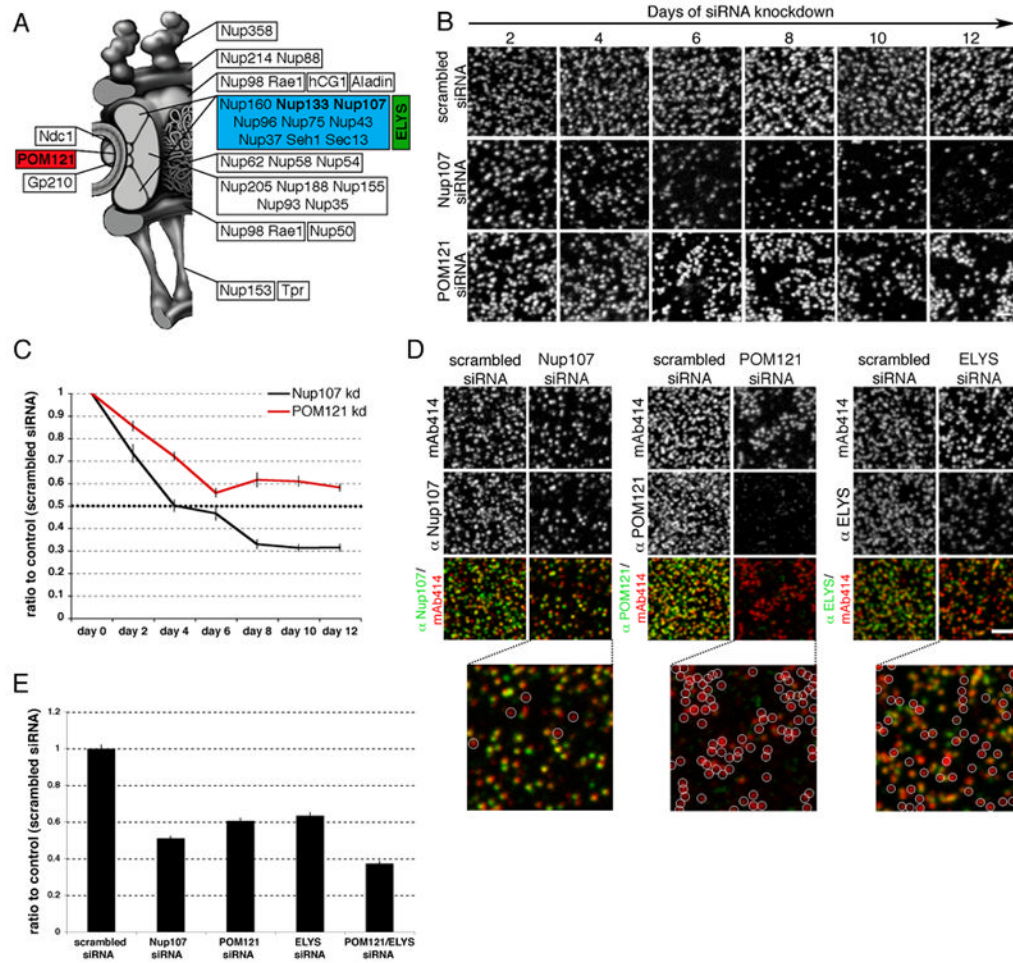 A
Nup358
Nup214 Nup88
Nup98 Rae1 hCG1 Aladin
Nup160 Nup133 Nup107
Nup96 Nup75 Nup43
Nup37 Seh1 Sec13
ELYS
Ndc1
POM121
Gp210
Nup62 Nup58 Nup54
Nup205 Nup188 Nup155
Nup93 Nup35
Nup98 Rae1 Nup50
Nup153 Tpr
B
Days of siRNA knockdown
2 4 6 8 10 12
scrambled
siRNA
Nup107
siRNA
POM121
siRNA
C
ratio to control (scrambled siRNA)
Nup107 kd
POM121 kd
1
0.9
0.8
0.7
0.6
0.5
0.4
0.3
0.2
0.1
0
day 0 day 2 day 4 day 6 day 8 day 10 day 12
D
scrambled
siRNA
Nup107
siRNA
mAb414
α Nup107
α Nup107/
mAb414
scrambled
siRNA
POM121
siRNA
mAb414
α POM121
α POM121/
mAb414
scrambled
siRNA
ELYS
siRNA
mAb414
α ELYS
α ELYS/
mAb414
E
ratio to control (scrambled siRNA)
1.2
1
0.8
0.6
0.4
0.2
0
scrambled
siRNA
Nup107
siRNA
POM121
siRNA
ELYS
siRNA
POM121/ELYS
siRNA